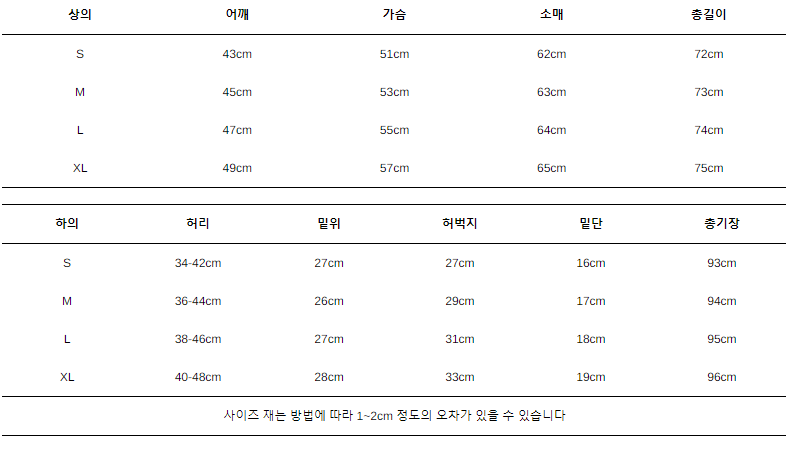 상의 어깨 가슴 소매 총길이
S 43cm 51cm 62cm 72cm
M 45cm 53cm 63cm 73cm
L 47cm 55cm 64cm 74cm
XL 49cm 57cm 65cm 75cm
하의 허리 밑위 허벅지 밑단 총기장
S 34-42cm 27cm 27cm 16cm 93cm
M 36-44cm 26cm 29cm 17cm 94cm
L 38-46cm 27cm 31cm 18cm 95cm
XL 40-48cm 28cm 33cm 19cm 96cm
사이즈 재는 방법에 따라 1~2cm 정도의 오차가 있을 수 있습니다